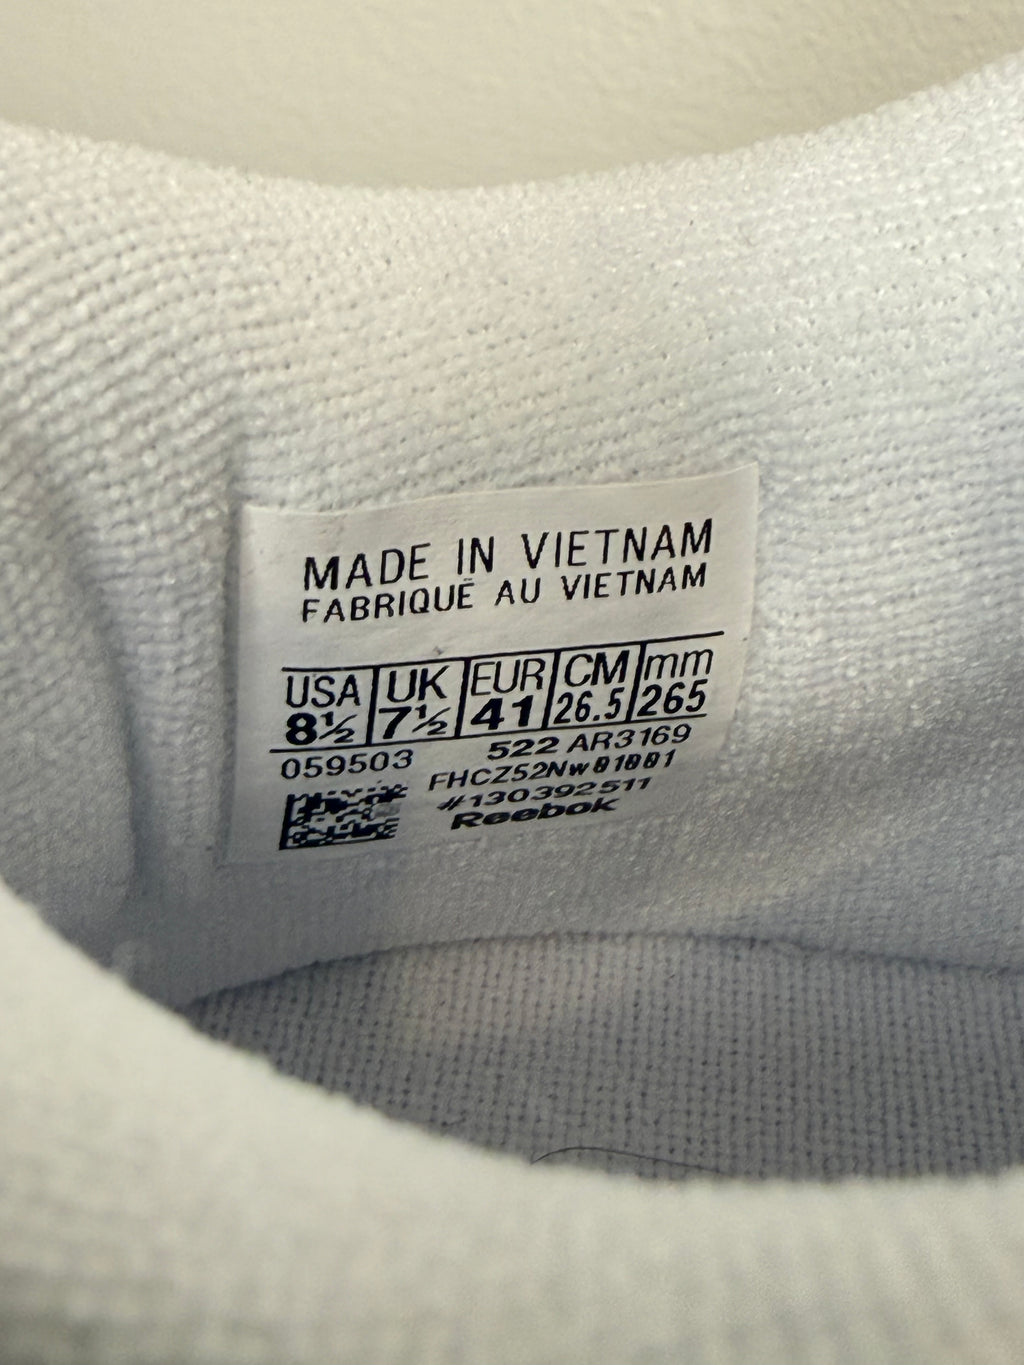 MADE IN VIETNAM
FABRIQUÉ AU VIETNAM
USA UK EUR CM mm
8½ 7½ 41 26.5 265
059503 522 AR3169
FHCZ52Nw01001
#130392511
Reebok